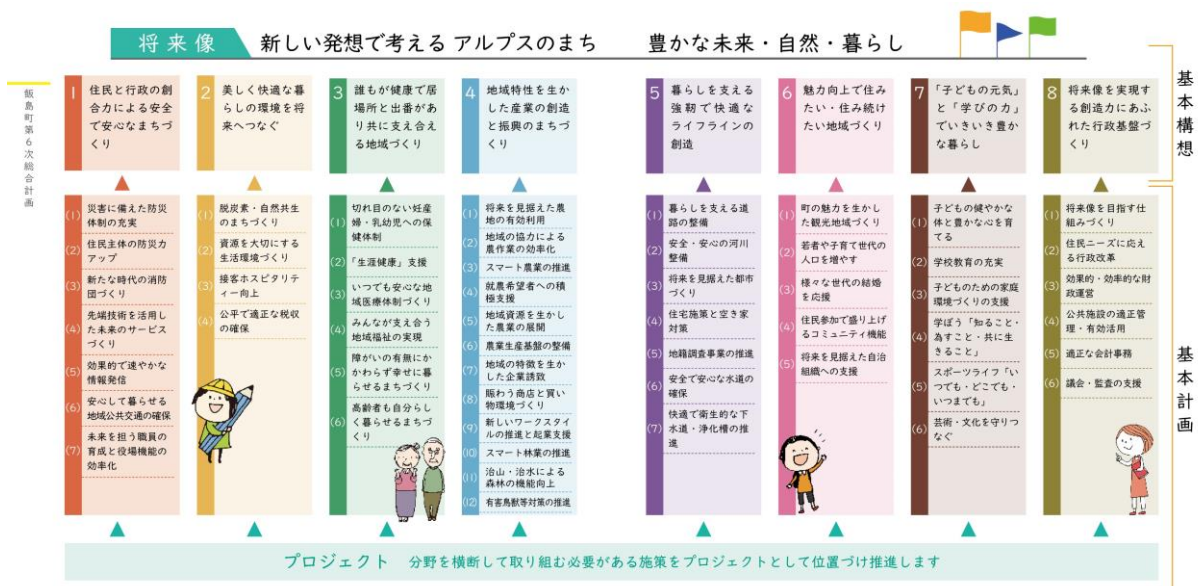 将来像 新しい発想で考える アルプスのまち 豊かな未来・自然・暮らし
飯島町第6次総合計画
基本構想
1
住民と行政の創
合力による安全
で安心なまちづ
くり
2
美しく快適な暮
らしの環境を将
来へつなぐ
3
誰もが健康で居
場所と出番があ
り共に支え合え
る地域づくり
4
地域特性を生か
した産業の創造
と振興のまちづ
くり
5
暮らしを支える
強靭で快適な
ライフラインの
創造
6
魅力向上で住み
たい・住み続け
たい地域づくり
7
「子どもの元気」
と「学びの力」
でいきいき豊か
な暮らし
8
将来像を実現す
る創造力にあふ
れた行政基盤づ
くり
基本計画
(1) 災害に備えた防災
体制の充実
(2) 住民主体の防災力
アップ
(3) 新たな時代の消防
団づくり
(4) 先端技術を活用し
た未来のサービス
づくり
(5) 効果的で速やかな
情報発信
(6) 安心して暮らせる
地域公共交通の確保
(7) 未来を担う職員の
育成と役場機能の
効率化
(1) 脱炭素・自然共生
のまちづくり
(2) 資源を大切にする
生活環境づくり
(3) 接客ホスピタリテ
ィー向上
(4) 公平で適正な税収
の確保
(1) 切れ目のない妊産
婦・乳幼児への保
健体制
(2) 「生涯健康」支援
(3) いつでも安心な地
域医療体制づくり
(4) みんなが支え合う
地域福祉の実現
(5) 障がいの有無にか
かわらず幸せに暮
らせるまちづくり
(6) 高齢者も自分らし
く暮らせるまちづ
くり
(1) 将来を見据えた農
地の有効利用
(2) 地域の協力による
農作業の効率化
(3) スマート農業の推進
(4) 就農希望者への積
極支援
(5) 地域資源を生かし
た農業の展開
(6) 農業生産基盤の整備
(7) 地域の特徴を生か
した企業誘致
(8) 賑わう商店と買い
物環境づくり
(9) 新しいワークスタイ
ルの推進と起業支援
(10) スマート林業の推進
(11) 治山・治水による
森林の機能向上
(12) 有害鳥獣等対策の推進
(1) 暮らしを支える道
路の整備
(2) 安全・安心の河川
整備
(3) 将来を見据えた都市
づくり
(4) 住宅施策と空き家
対策
(5) 地籍調査事業の推進
(6) 安全で安心な水道の
確保
(7) 快適で衛生的な下
水道・浄化槽の推
進
(1) 町の魅力を生かし
た観光地域づくり
(2) 若者や子育て世代の
人口を増やす
(3) 様々な世代の結婚
を応援
(4) 住民参加で盛り上げ
るコミュニティ機能
(5) 将来を見据えた自治
組織への支援
(1) 子どもの健やかな
体と豊かな心を育
てる
(2) 学校教育の充実
(3) 子どものための家庭
環境づくりの支援
(4) 学ぼう「知ること・
為すこと・共に生
きること」
(5) スポーツライフ「い
つでも・どこでも・
いつまでも」
(6) 芸術・文化を守りつ
なぐ
(1) 将来像を目指す仕
組みづくり
(2) 住民ニーズに応え
る行政改革
(3) 効果的・効率的な財
政運営
(4) 公共施設の適正管
理・有効活用
(5) 適正な会計事務
(6) 議会・監査の支援
プロジェクト 分野を横断して取り組む必要がある施策をプロジェクトとして位置づけ推進します